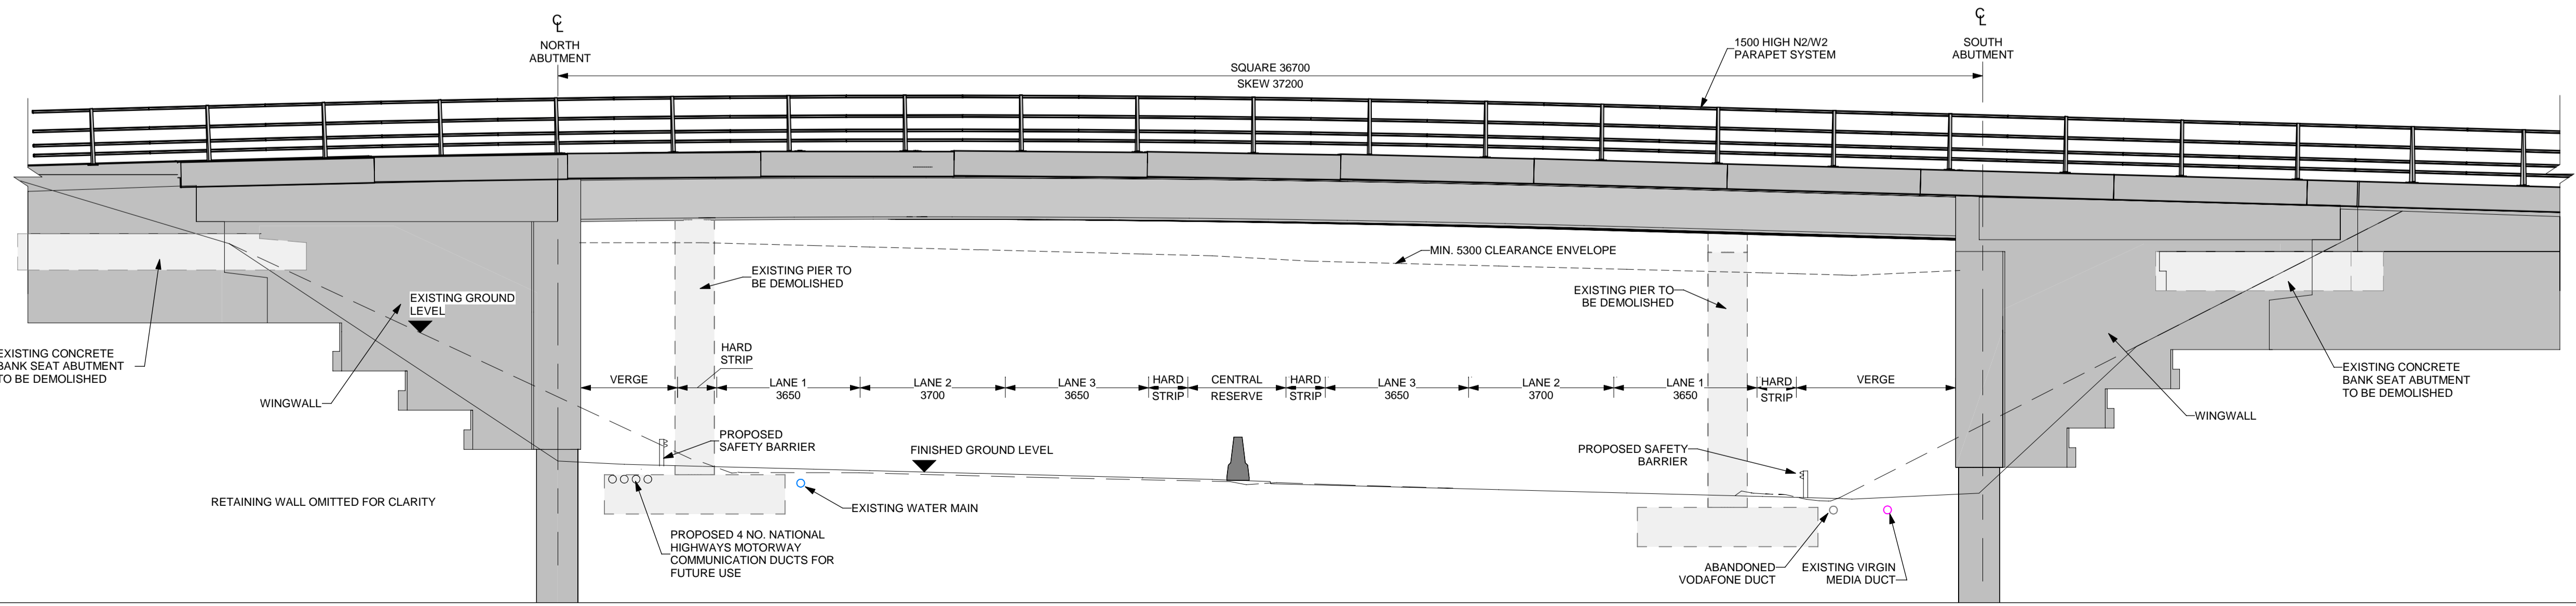 ℄
NORTH
ABUTMENT
SQUARE 36700
SKEW 37200
1500 HIGH N2/W2
PARAPET SYSTEM
℄
SOUTH
ABUTMENT
MIN. 5300 CLEARANCE ENVELOPE
EXISTING PIER TO
BE DEMOLISHED
EXISTING PIER TO
BE DEMOLISHED
EXISTING GROUND
LEVEL
EXISTING CONCRETE
BANK SEAT ABUTMENT
TO BE DEMOLISHED
WINGWALL
VERGE
HARD
STRIP
LANE 1
3650
LANE 2
3700
LANE 3
3650
HARD
STRIP
CENTRAL
RESERVE
HARD
STRIP
LANE 3
3650
LANE 2
3700
LANE 1
3650
HARD
STRIP
VERGE
EXISTING CONCRETE
BANK SEAT ABUTMENT
TO BE DEMOLISHED
WINGWALL
PROPOSED
SAFETY BARRIER
FINISHED GROUND LEVEL
PROPOSED SAFETY
BARRIER
RETAINING WALL OMITTED FOR CLARITY
EXISTING WATER MAIN
PROPOSED 4 NO. NATIONAL
HIGHWAYS MOTORWAY
COMMUNICATION DUCTS FOR
FUTURE USE
ABANDONED
VODAFONE DUCT
EXISTING VIRGIN
MEDIA DUCT